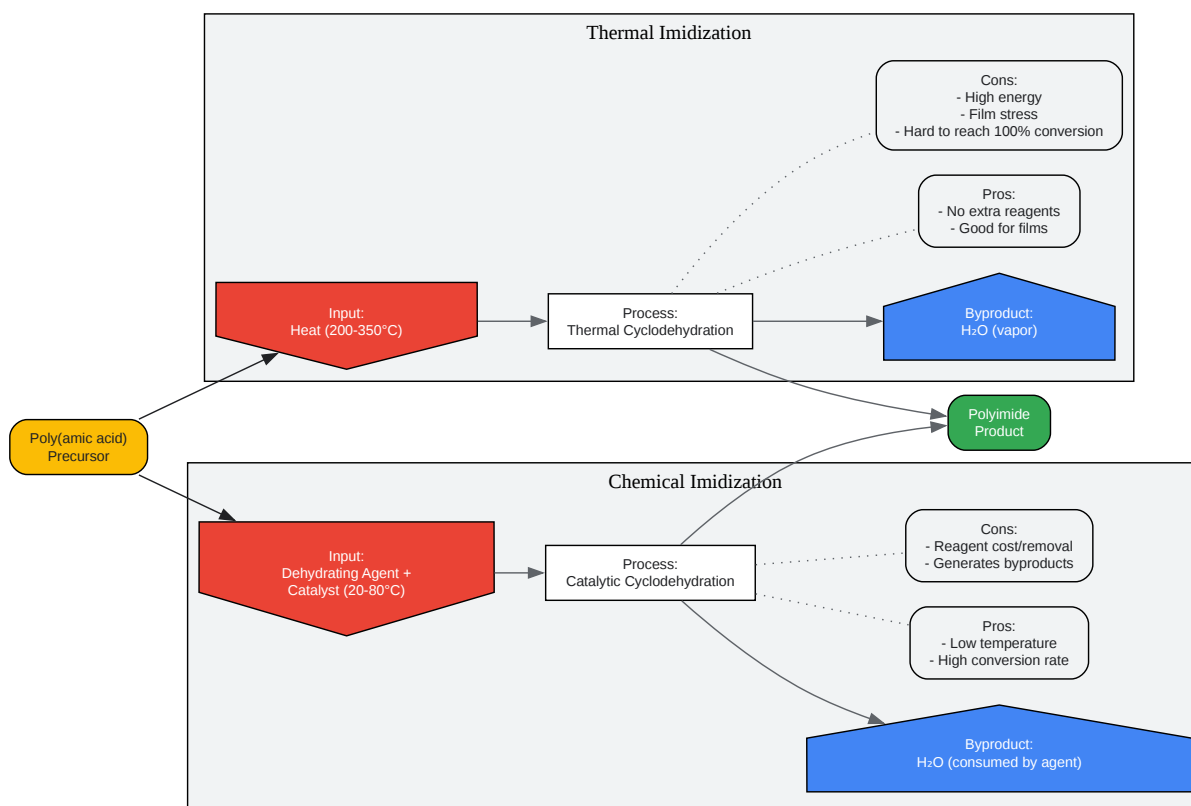 Thermal Imidization
Cons:
- High energy
- Film stress
- Hard to reach 100% conversion
Pros:
- No extra reagents
- Good for films
Input:
Heat (200-350°C)
Process:
Thermal Cyclodehydration
Byproduct:
H₂O (vapor)
Poly(amic acid)
Precursor
Polyimide
Product
Chemical Imidization
Cons:
- Reagent cost/removal
- Generates byproducts
Input:
Dehydrating Agent +
Catalyst (20-80°C)
Process:
Catalytic Cyclodehydration
Pros:
- Low temperature
- High conversion rate
Byproduct:
H₂O (consumed by agent)